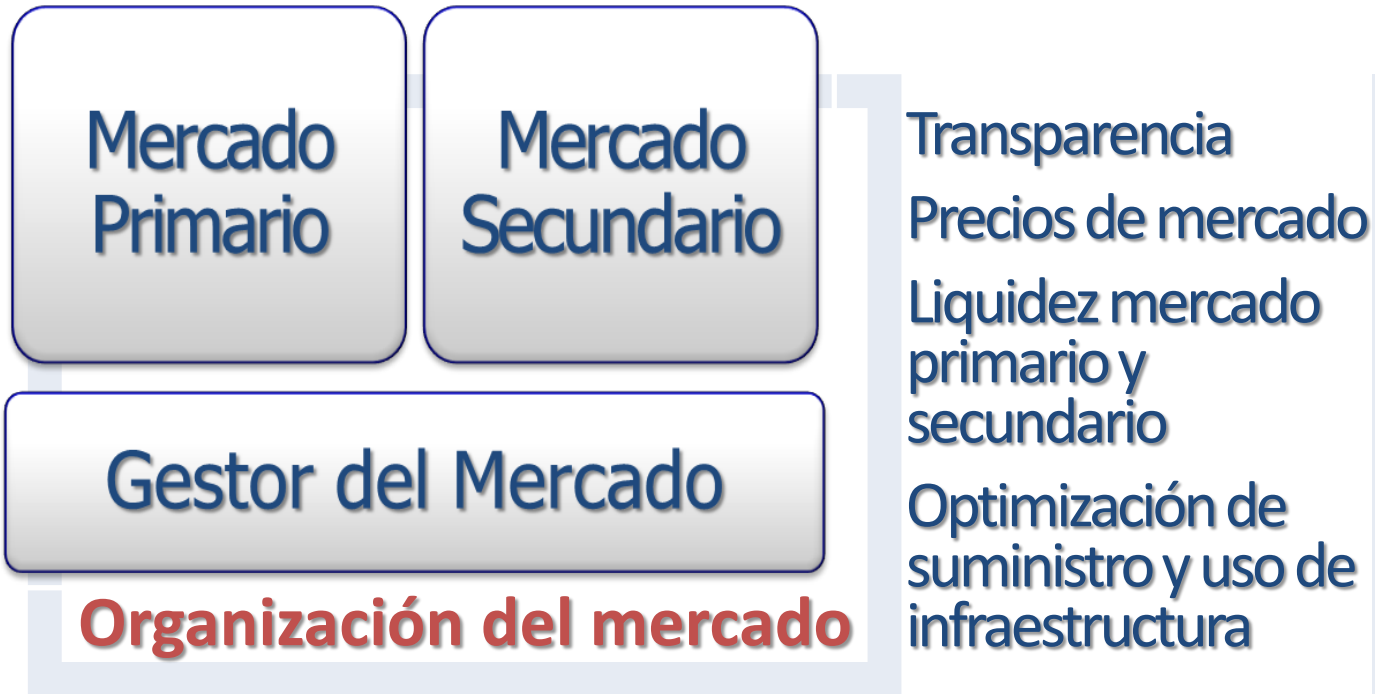 Mercado
Primario
Mercado
Secundario
Gestor del Mercado
Organización del mercado
Transparencia
Precios de mercado
Liquidez mercado
primario y
secundario
Optimización de
suministro y uso de
infraestructura